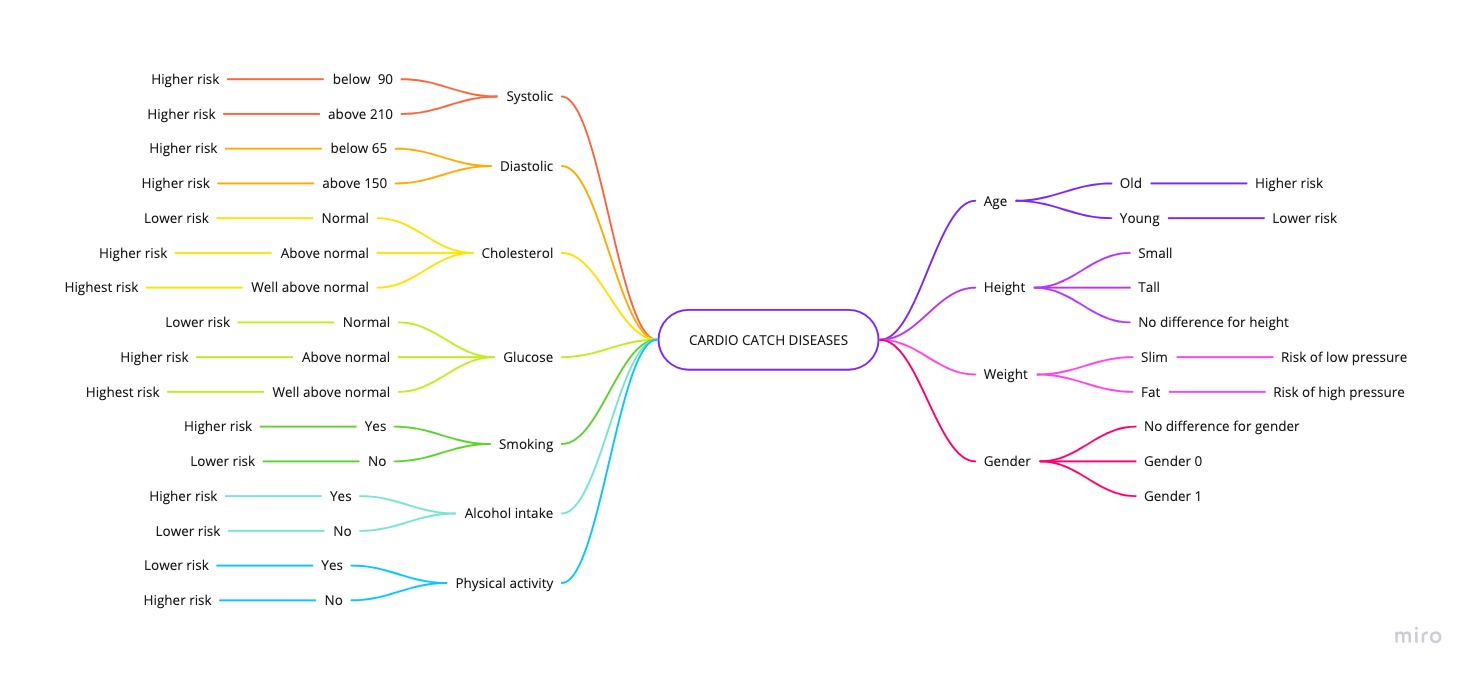 CARDIO CATCH DISEASES
Systolic
below  90
Higher risk
above 210
Higher risk
Diastolic
below 65
Higher risk
above 150
Higher risk
Cholesterol
Normal
Lower risk
Above normal
Higher risk
Well above normal
Highest risk
Glucose
Normal
Lower risk
Above normal
Higher risk
Well above normal
Highest risk
Smoking
Yes
Higher risk
No
Lower risk
Alcohol intake
Yes
Higher risk
No
Lower risk
Physical activity
Yes
Lower risk
No
Higher risk
Age
Old
Higher risk
Young
Lower risk
Height
Small
Tall
No difference for height
Weight
Slim
Risk of low pressure
Fat
Risk of high pressure
Gender
No difference for gender
Gender 0
Gender 1
miro